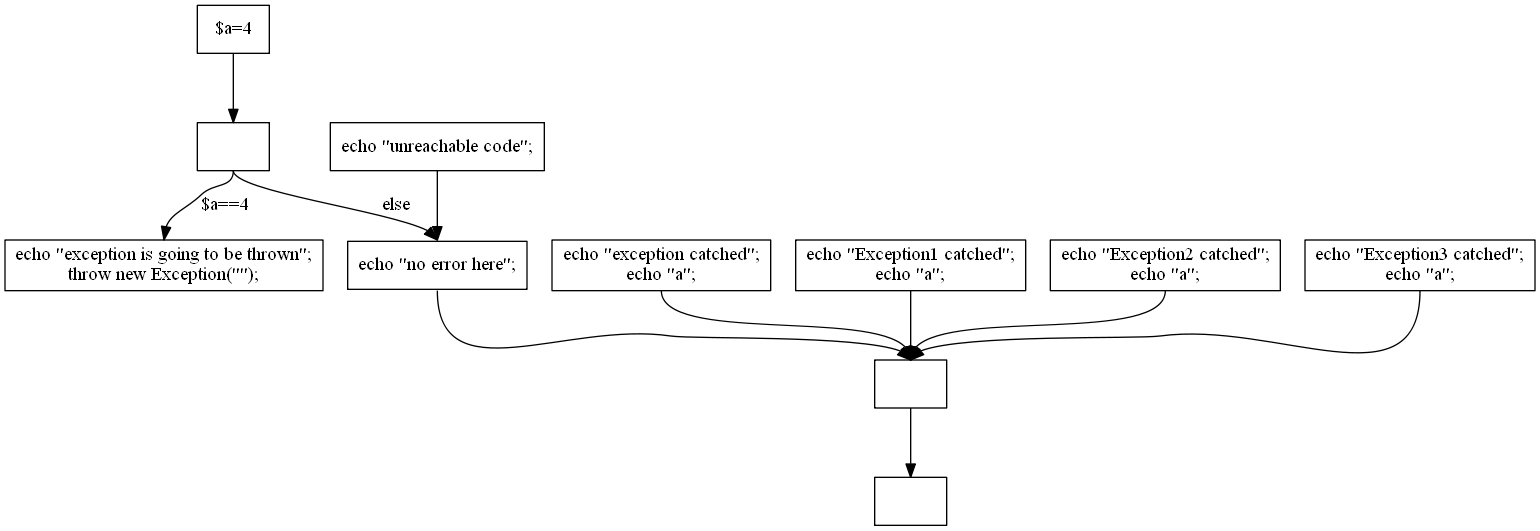 $a=4
echo "unreachable code";
$a==4
else
echo "exception is going to be thrown";
throw new Exception("");
echo "no error here";
echo "exception catched";
echo "a";
echo "Exception1 catched";
echo "a";
echo "Exception2 catched";
echo "a";
echo "Exception3 catched";
echo "a";